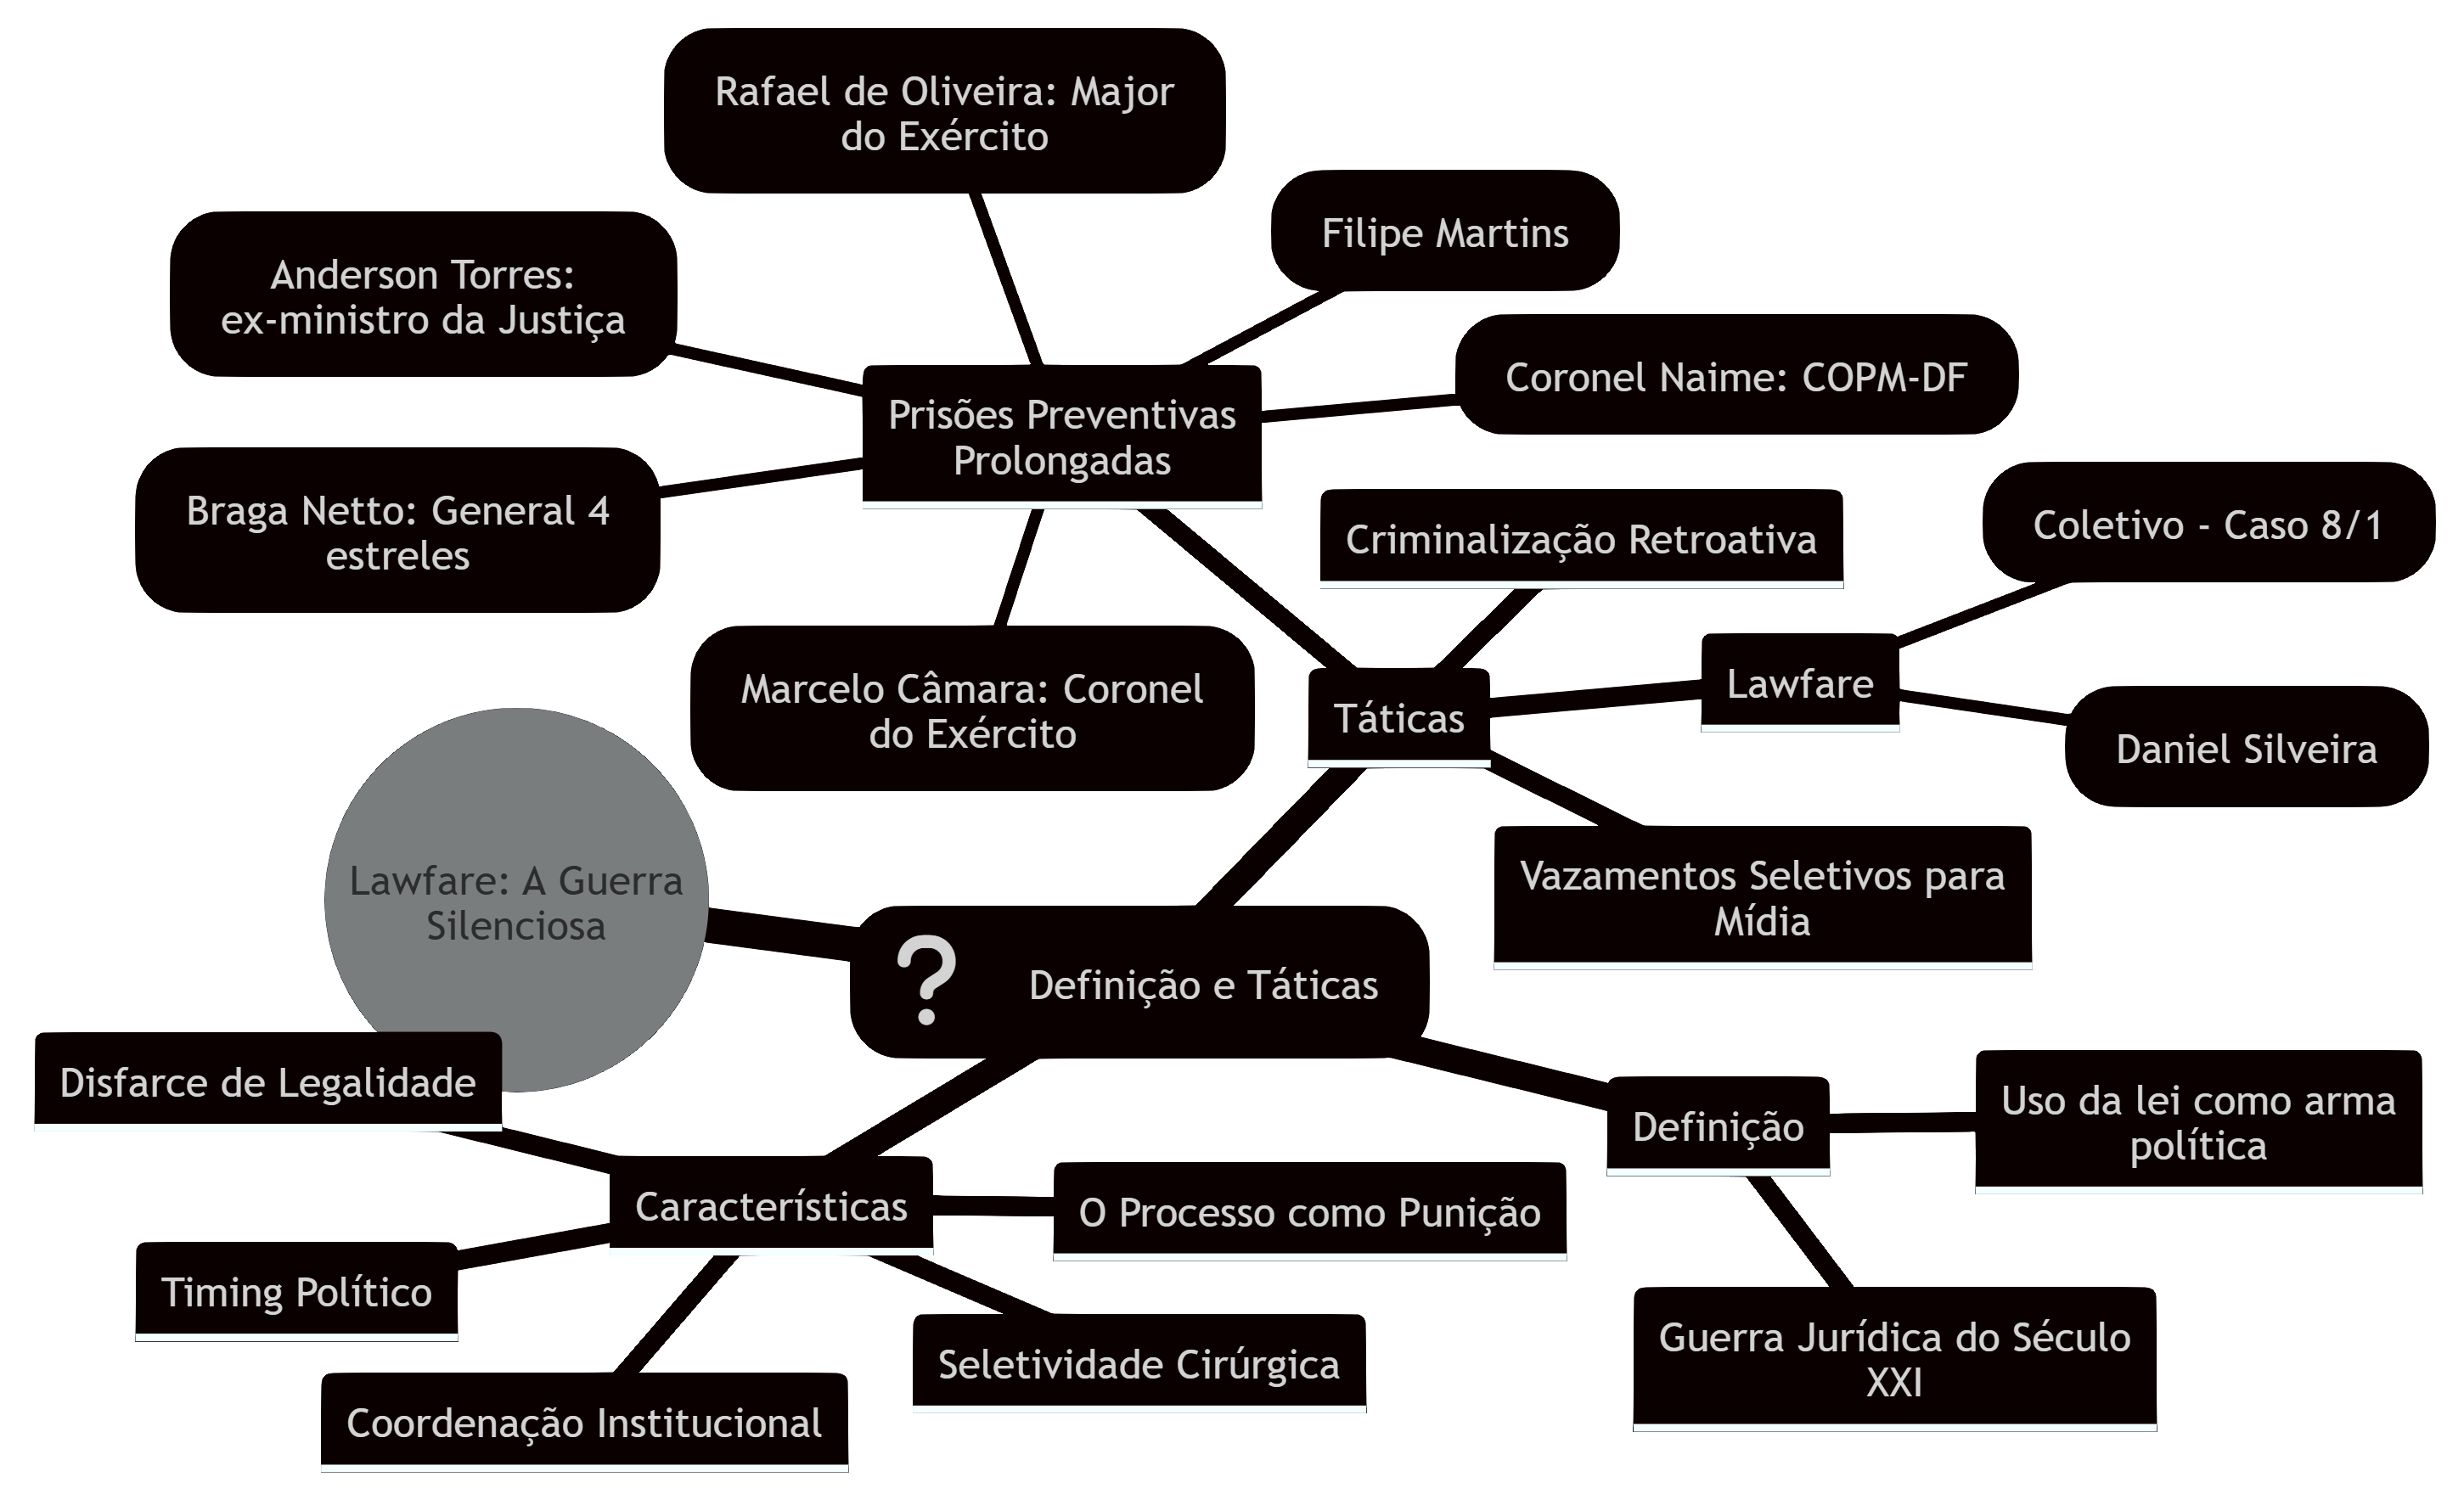 Rafael de Oliveira: Major
do Exército
Filipe Martins
Anderson Torres:
ex-ministro da Justiça
Coronel Naime: COPM-DF
Prisões Preventivas
Prolongadas
Braga Netto: General 4
estreles
Criminalização Retroativa
Coletivo - Caso 8/1
Marcelo Câmara: Coronel
do Exército
Táticas
Lawfare
Daniel Silveira
Vazamentos Seletivos para
Mídia
Lawfare: A Guerra
Silenciosa
?
Definição e Táticas
Disfarce de Legalidade
Definição
Uso da lei como arma
política
Características
O Processo como Punição
Timing Político
Seletividade Cirúrgica
Guerra Jurídica do Século
XXI
Coordenação Institucional